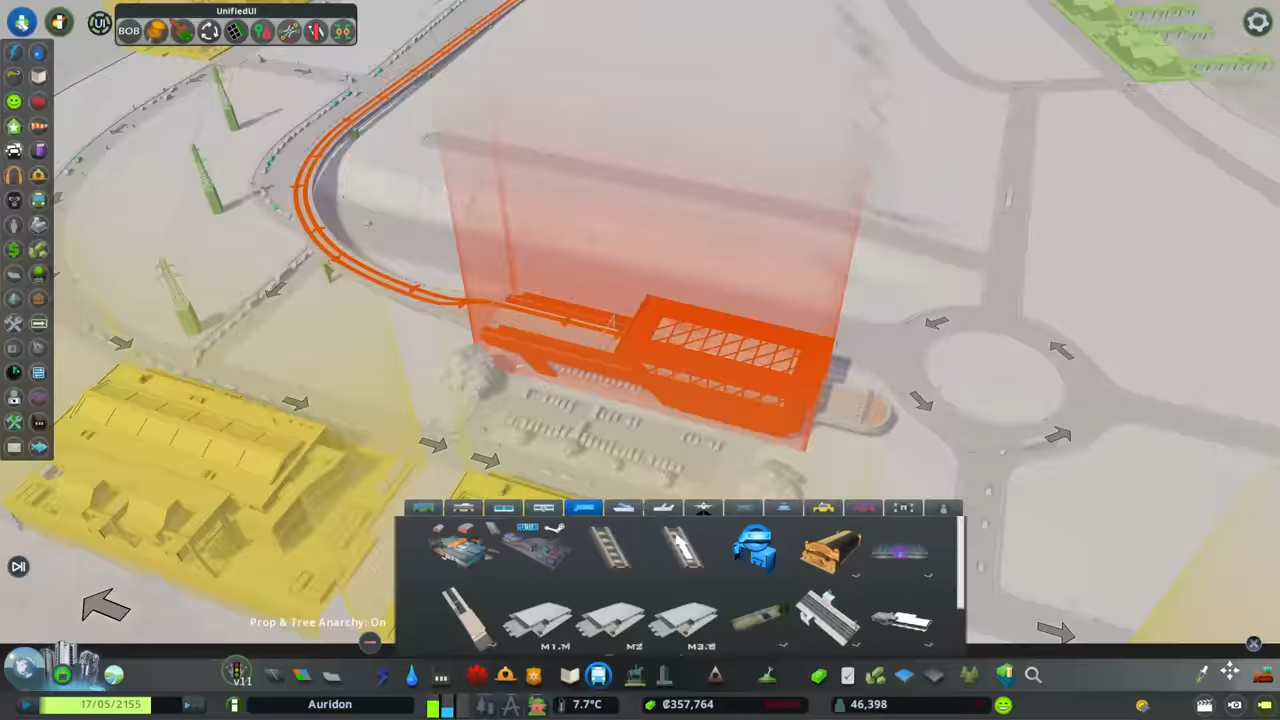 UnifiedUI
UI
BOB
M1.M
M2
Prop & Tree Anarchy: On
V11
17/05/2155
Auridon
7.7°C
₡357,764
46,398